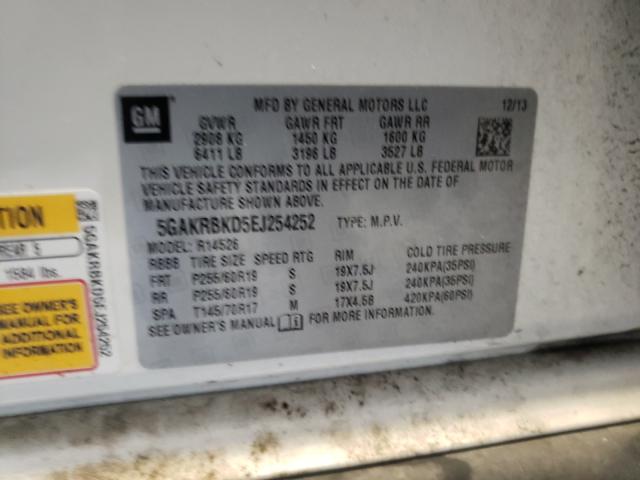 GM
MFD BY GENERAL MOTORS LLC 12/13
GVWR GAWR FRT GAWR RR
2908 KG 1450 KG 1600 KG
6411 LB 3196 LB 3527 LB
THIS VEHICLE CONFORMS TO ALL APPLICABLE U.S. FEDERAL MOTOR
VEHICLE SAFETY STANDARDS IN EFFECT ON THE DATE OF
MANUFACTURE SHOWN ABOVE.
5GAKRBKD5EJ254252 TYPE: M.P.V.
MODEL: R14526
RBBB TIRE SIZE SPEED RTG RIM COLD TIRE PRESSURE
FRT P255/60R19 S 19X7.5J 240KPA(35PSI)
RR P255/60R19 S 19X7.5J 240KPA(35PSI)
SPA T145/70R17 M 17X4.5B 420KPA(60PSI)
SEE OWNER'S MANUAL FOR MORE INFORMATION.
TION
REAR 5
1584 lbs.
SEE OWNER'S
MANUAL FOR
5GAKRBKD5EJ254252